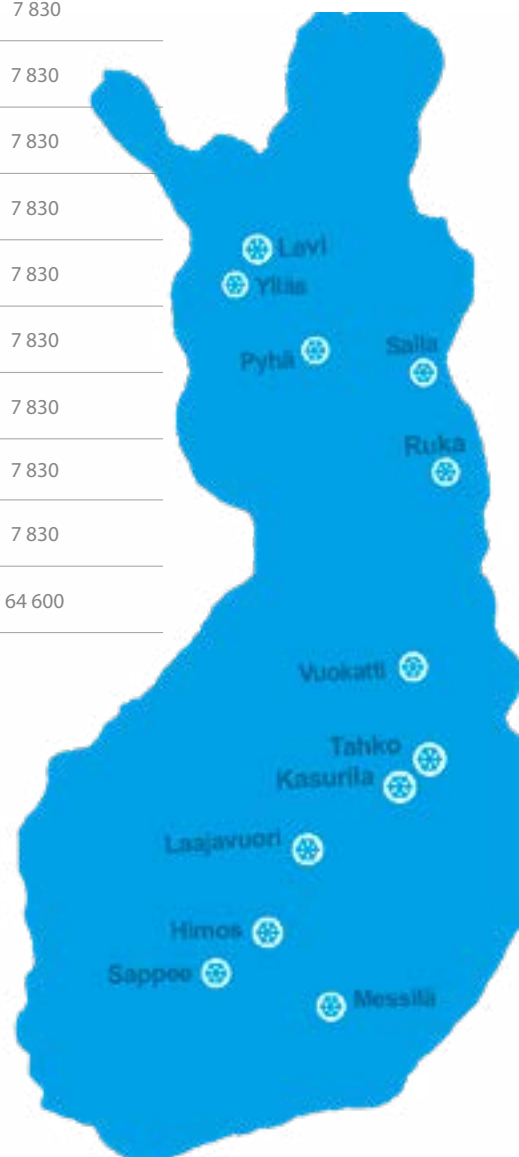 7 830
7 830
7 830
7 830
7 830
7 830
7 830
7 830
7 830
64 600
Levi
Ylläs
Pyhä
Salla
Ruka
Vuokatti
Tahko
Kasurila
Laajavuori
Himos
Sappee
Messilä